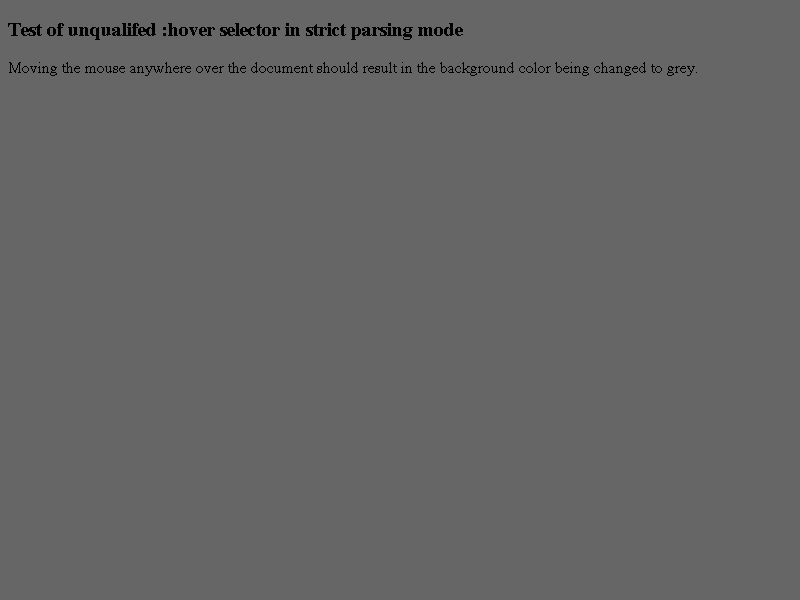 Test of unqualifed :hover selector in strict parsing mode
Moving the mouse anywhere over the document should result in the background color being changed to grey.